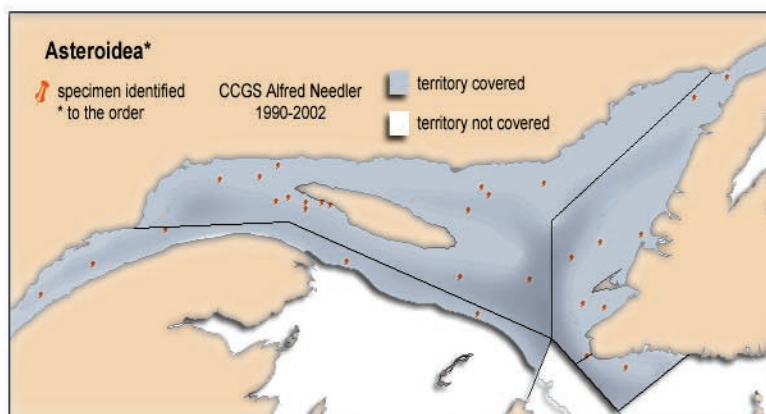 Asteroidea*
specimen identified
* to the order
CCGS Alfred Needler
1990-2002
territory covered
territory not covered